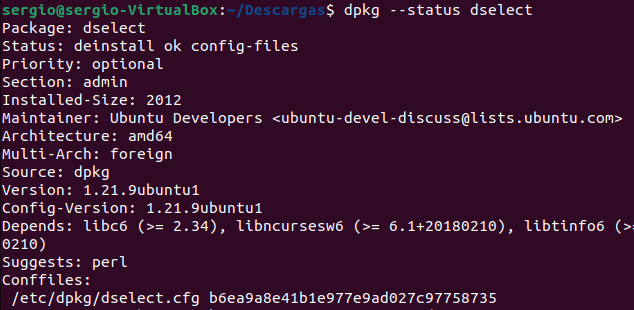 sergio@sergio-VirtualBox:~/Descargas$ dpkg --status dselect
Package: dselect
Status: deinstall ok config-files
Priority: optional
Section: admin
Installed-Size: 2012
Maintainer: Ubuntu Developers <ubuntu-devel-discuss@lists.ubuntu.com>
Architecture: amd64
Multi-Arch: foreign
Source: dpkg
Version: 1.21.9ubuntu1
Config-Version: 1.21.9ubuntu1
Depends: libc6 (>= 2.34), libncursesw6 (>= 6.1+20180210), libtinfo6 (>=
0210)
Suggests: perl
Conffiles:
 /etc/dpkg/dselect.cfg b6ea9a8e41b1e977e9ad027c97758735